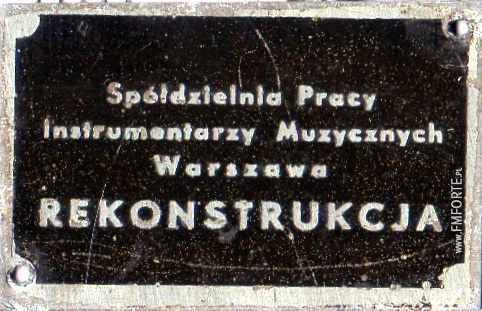 Spółdzielnia Pracy
Instrumentarzy Muzycznych
Warszawa
REKONSTRUKCJA
www.FMFORTE.PL